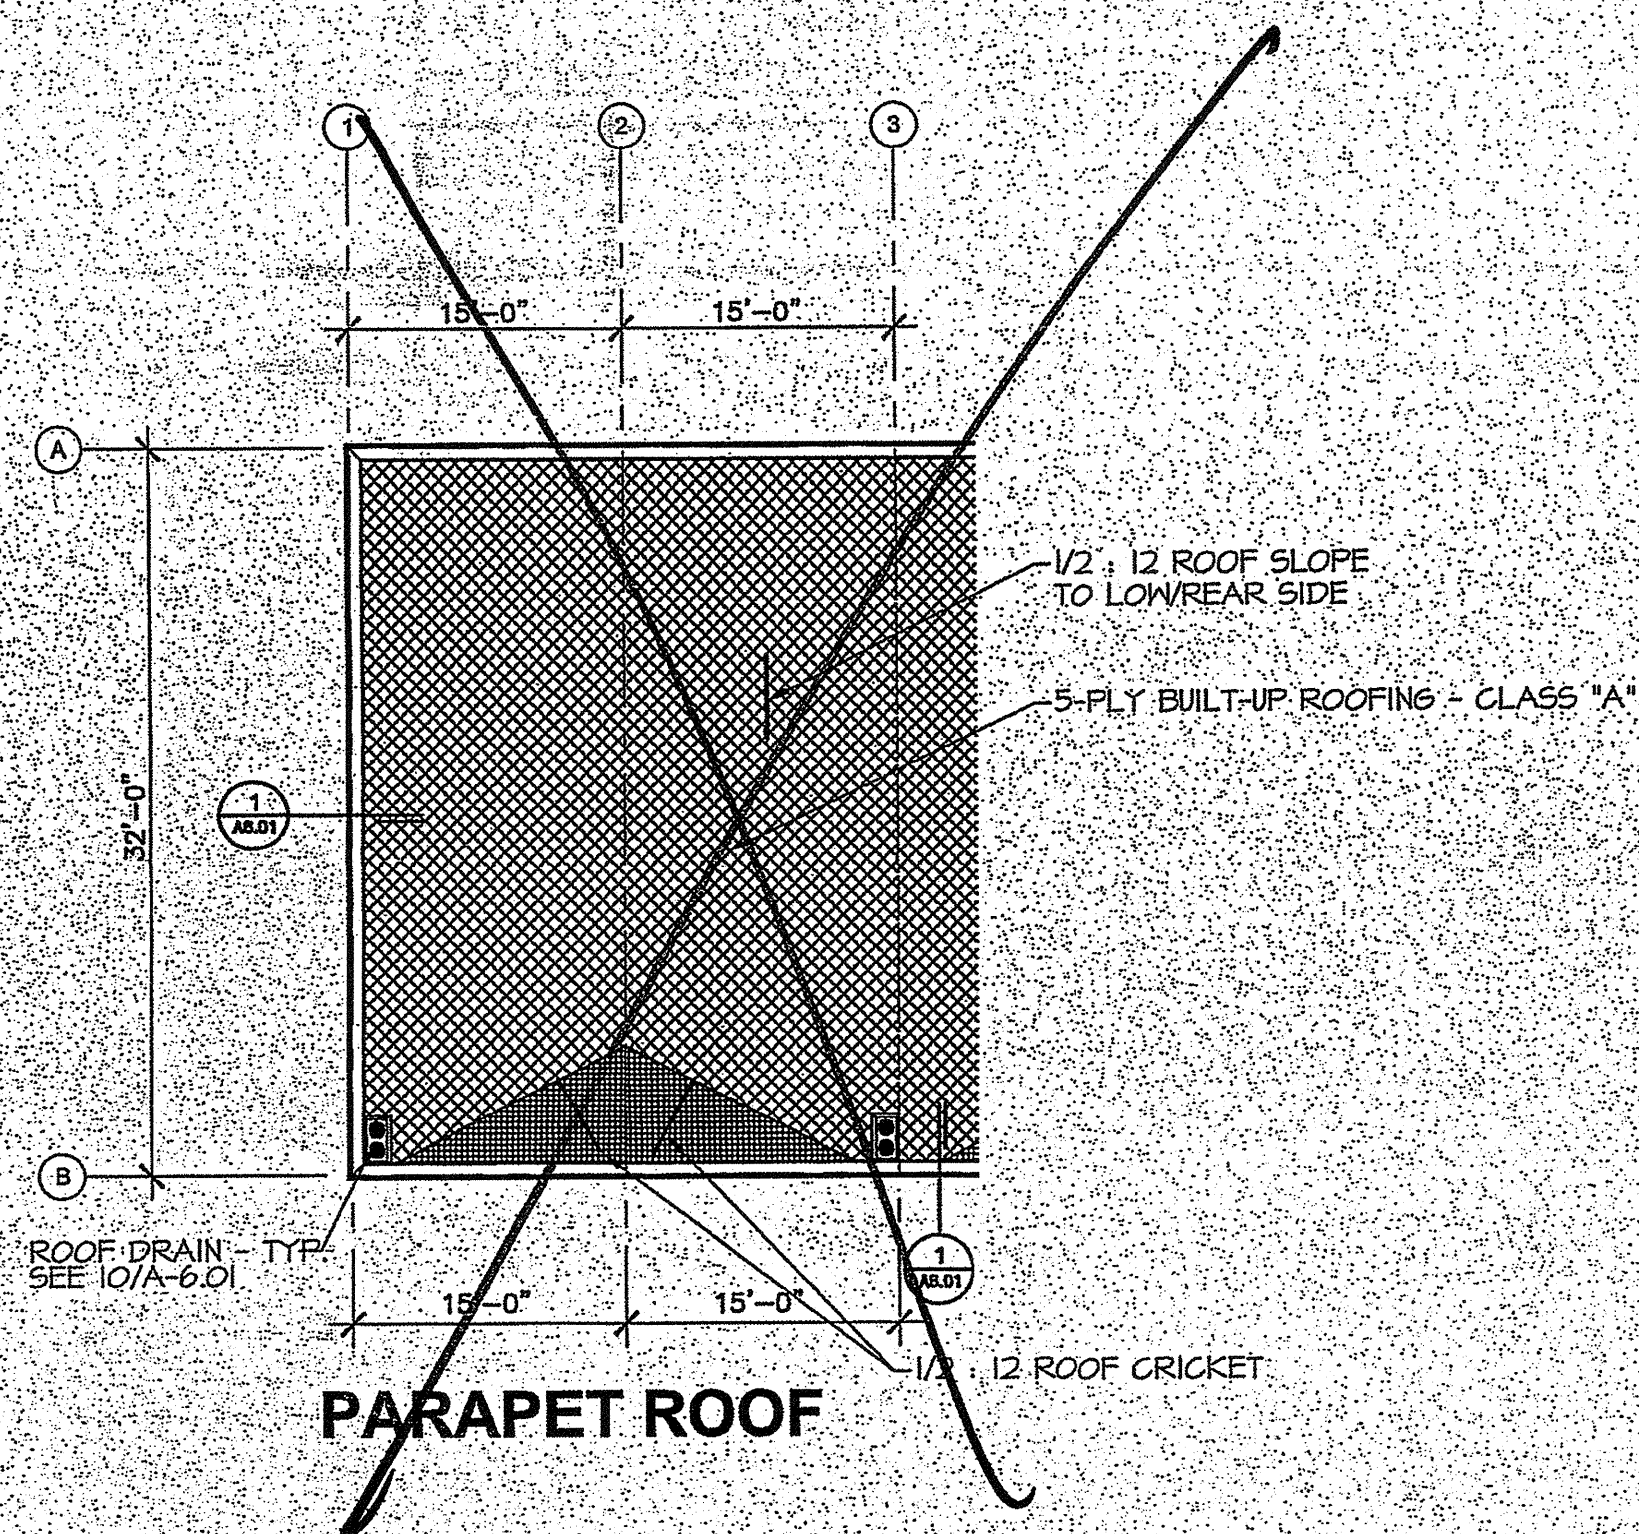 1
2
3
15'-0"
15'-0"
A
1/2 : 12 ROOF SLOPE
TO LOW/REAR SIDE
5-PLY BUILT-UP ROOFING - CLASS "A"
32'-0"
1
A6.01
B
ROOF DRAIN - TYP.
SEE 10/A-6.01
1
A6.01
15'-0"
15'-0"
1/2 : 12 ROOF CRICKET
PARAPET ROOF